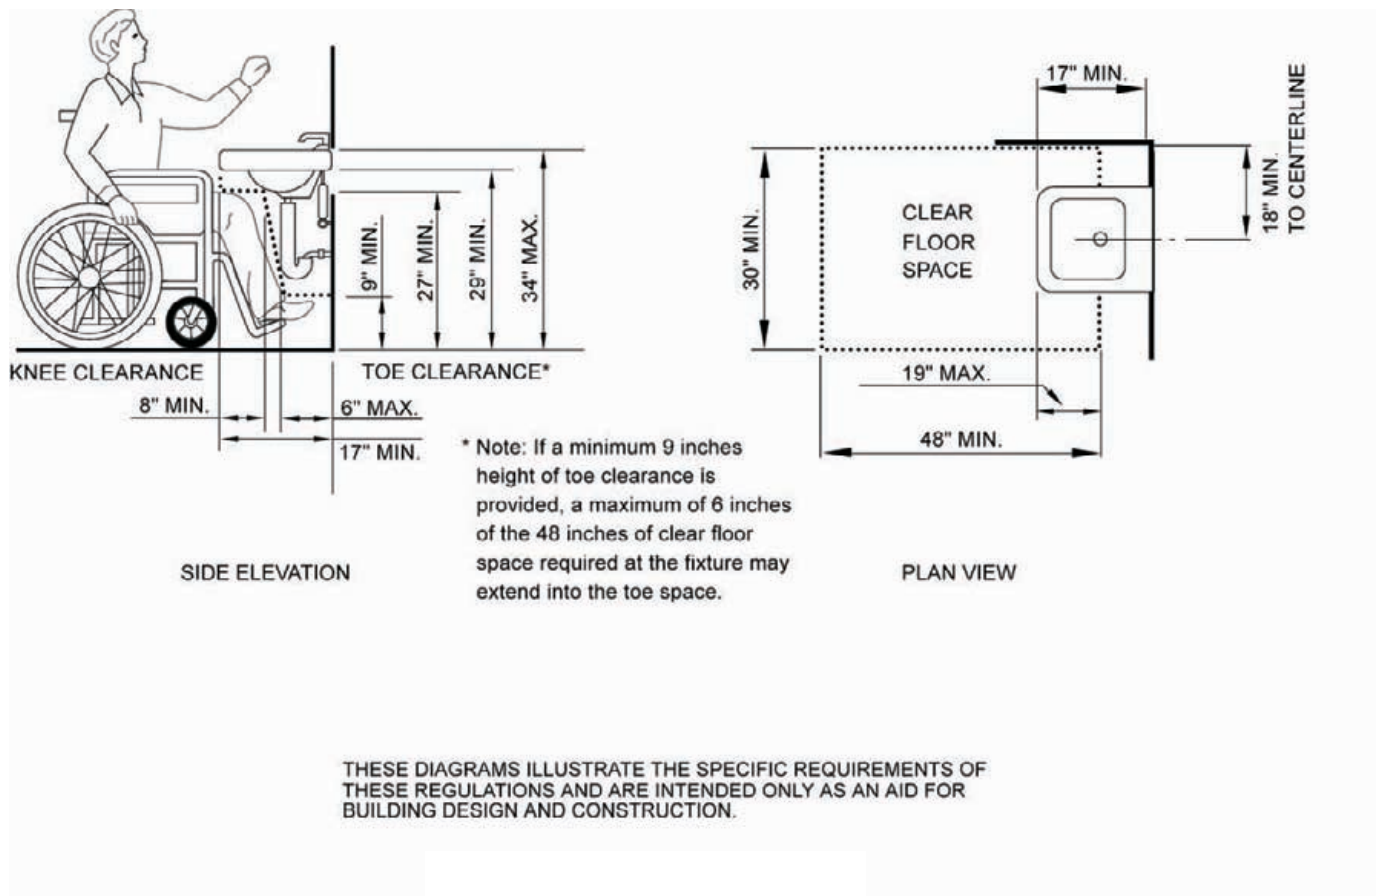 9" MIN.
27" MIN.
29" MIN.
34" MAX.
KNEE CLEARANCE
TOE CLEARANCE*
8" MIN.
6" MAX.
17" MIN.
* Note: If a minimum 9 inches
height of toe clearance is
provided, a maximum of 6 inches
of the 48 inches of clear floor
space required at the fixture may
extend into the toe space.
SIDE ELEVATION
17" MIN.
18" MIN.
TO CENTERLINE
30" MIN.
CLEAR
FLOOR
SPACE
19" MAX.
48" MIN.
PLAN VIEW
THESE DIAGRAMS ILLUSTRATE THE SPECIFIC REQUIREMENTS OF
THESE REGULATIONS AND ARE INTENDED ONLY AS AN AID FOR
BUILDING DESIGN AND CONSTRUCTION.